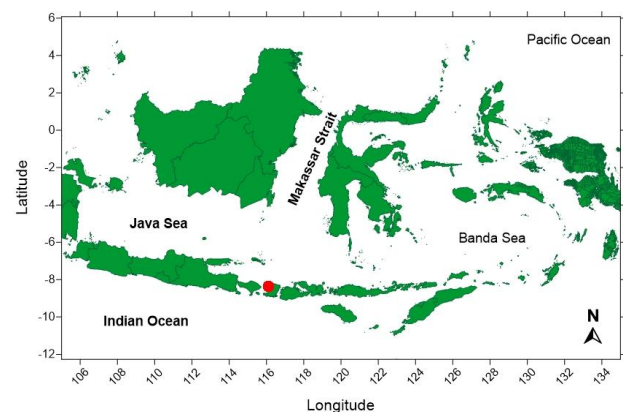 6
Pacific Ocean
4
2
0
Makassar Strait
-2
Latitude
-4
Java Sea
Banda Sea
-6
-8
-10
Indian Ocean
N
-12
106 108 110 112 114 116 118 120 122 124 126 128 130 132 134
Longitude